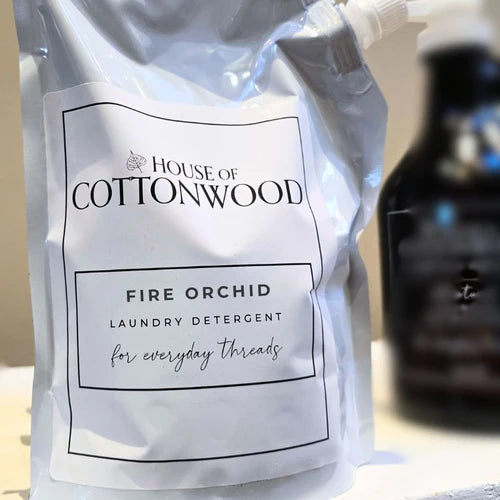 HOUSE OF
COTTONWOOD
FIRE ORCHID
LAUNDRY DETERGENT
for everyday threads